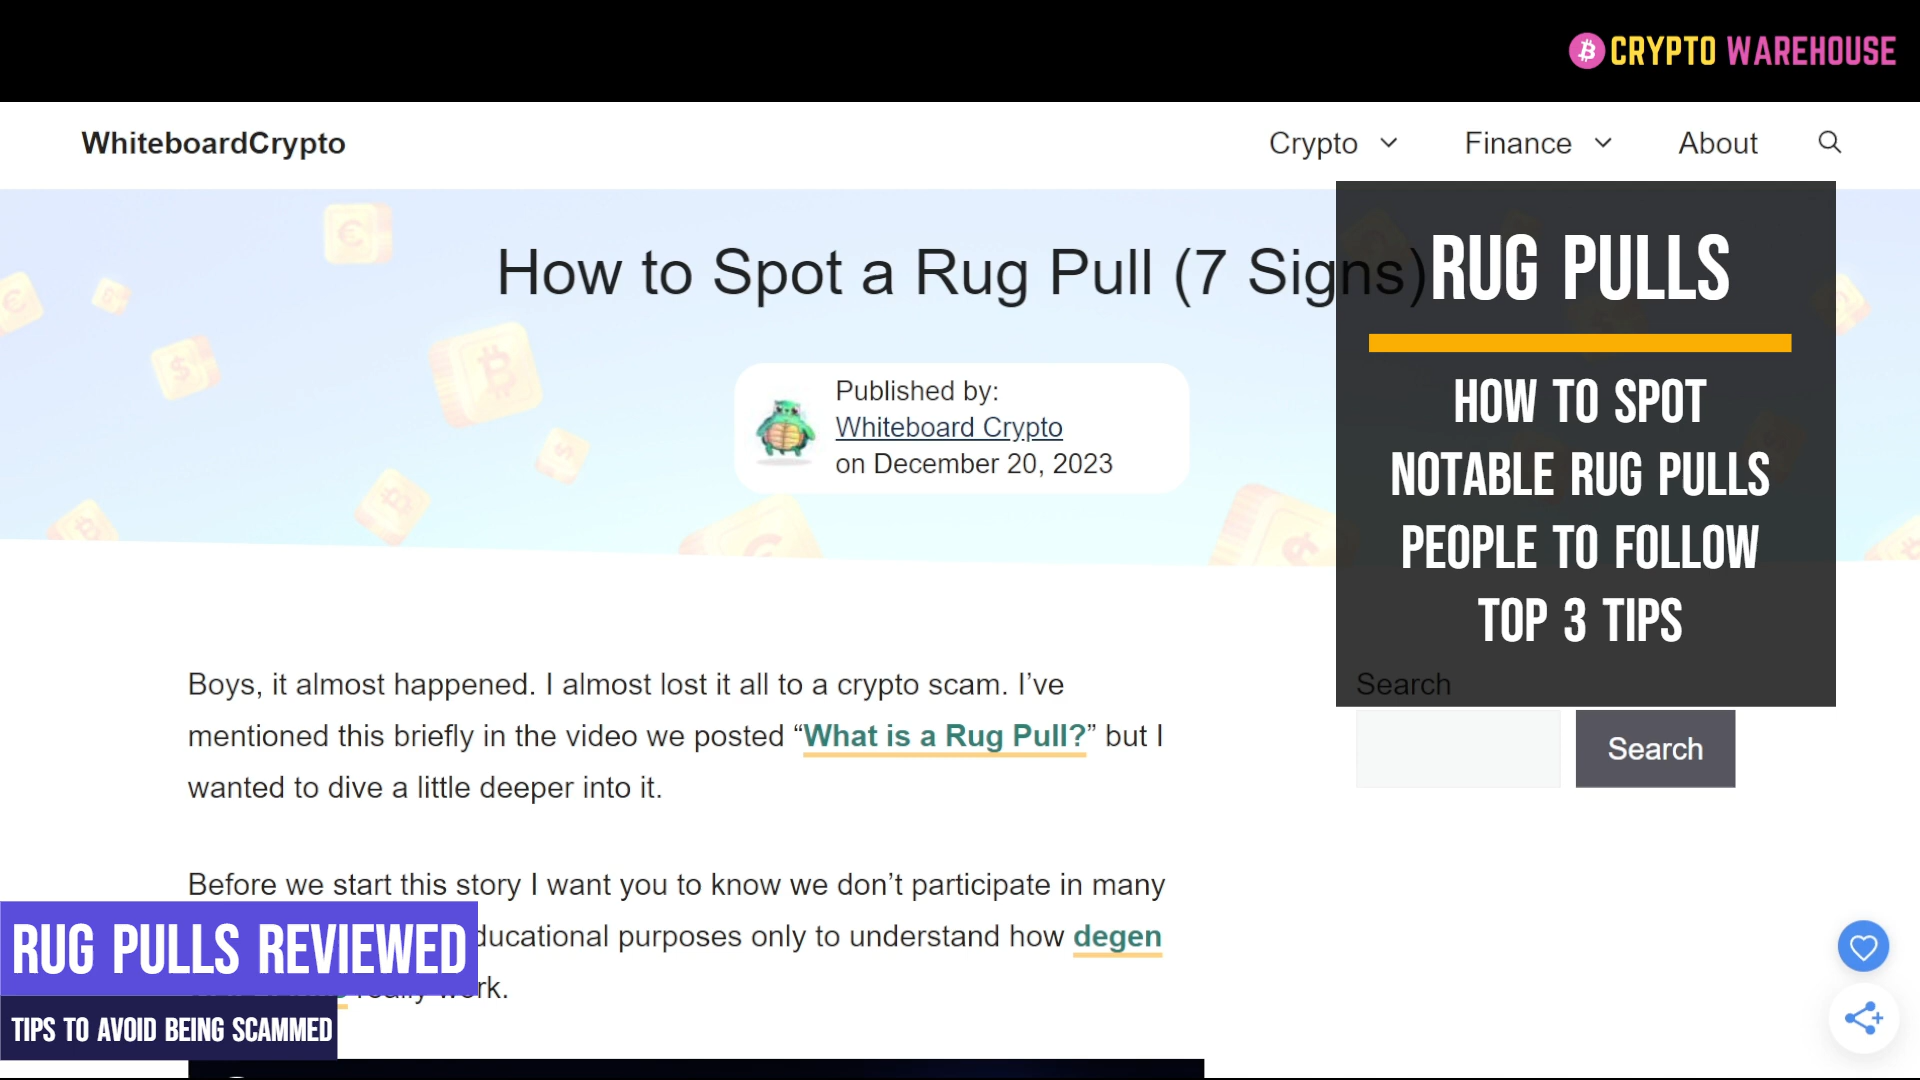 CRYPTO WAREHOUSE
WhiteboardCrypto
Crypto
Finance
About
How to Spot a Rug Pull (7 Signs)
Published by:
Whiteboard Crypto
on December 20, 2023
RUG PULLS
HOW TO SPOT
NOTABLE RUG PULLS
PEOPLE TO FOLLOW
TOP 3 TIPS
Boys, it almost happened. I almost lost it all to a crypto scam. I’ve
mentioned this briefly in the video we posted “What is a Rug Pull?” but I
wanted to dive a little deeper into it.
Search
Search
Before we start this story I want you to know we don’t participate in many
ducational purposes only to understand how degen
RUG PULLS REVIEWED
TIPS TO AVOID BEING SCAMMED